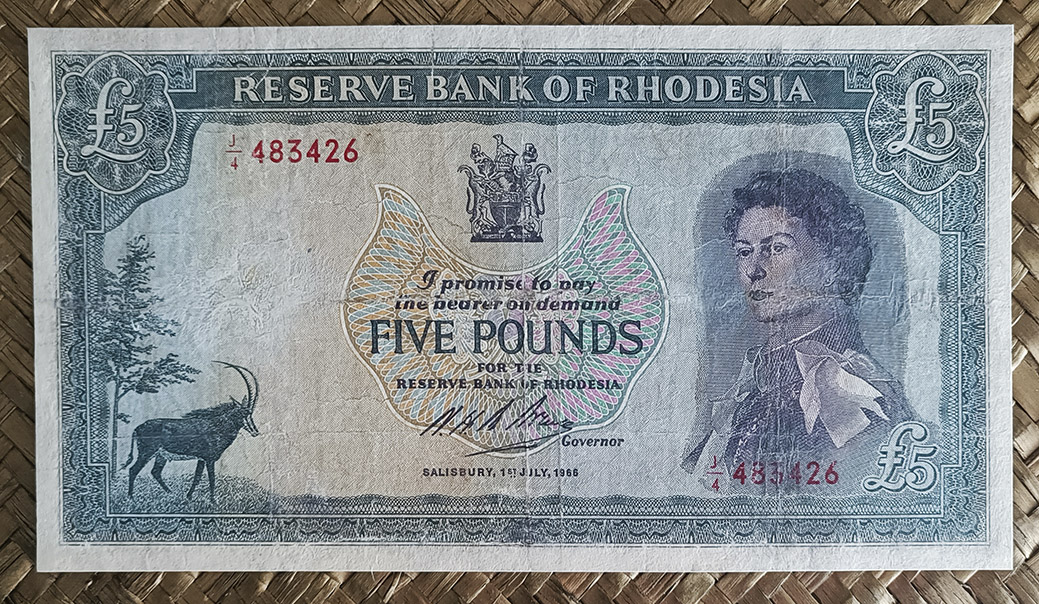 RESERVE BANK OF RHODESIA
£5
£5
J/4 483426
I promise to pay
the bearer on demand
FIVE POUNDS
FOR THE
RESERVE BANK OF RHODESIA
Governor
SALISBURY, 1ST JULY, 1966
J/4 483426
£5